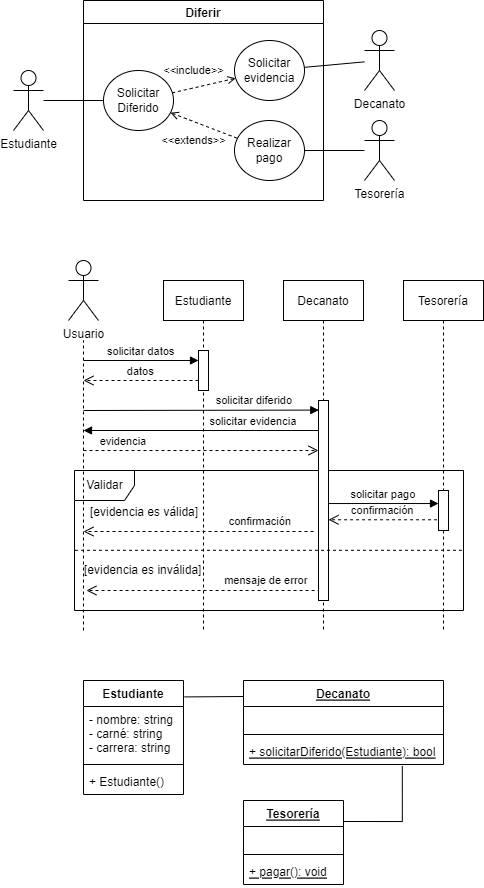 Diferir
Solicitar
evidencia
<<include>>
Solicitar
Diferido
Decanato
Estudiante
<<extends>>
Realizar
pago
Tesorería
Usuario
Estudiante
Decanato
Tesorería
solicitar datos
datos
solicitar diferido
solicitar evidencia
evidencia
Validar
solicitar pago
[evidencia es válida]
confirmación
confirmación
[evidencia es inválida]
mensaje de error
Estudiante
- nombre: string
- carné: string
- carrera: string
+ Estudiante()
Decanato
+ solicitarDiferido(Estudiante): bool
Tesorería
+ pagar(): void